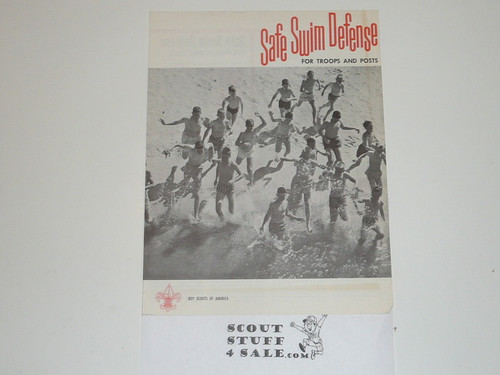 Safe Swim Defense
FOR TROOPS AND POSTS
BOY SCOUTS OF AMERICA
SCOUT
STUFF
4 SALE.COM